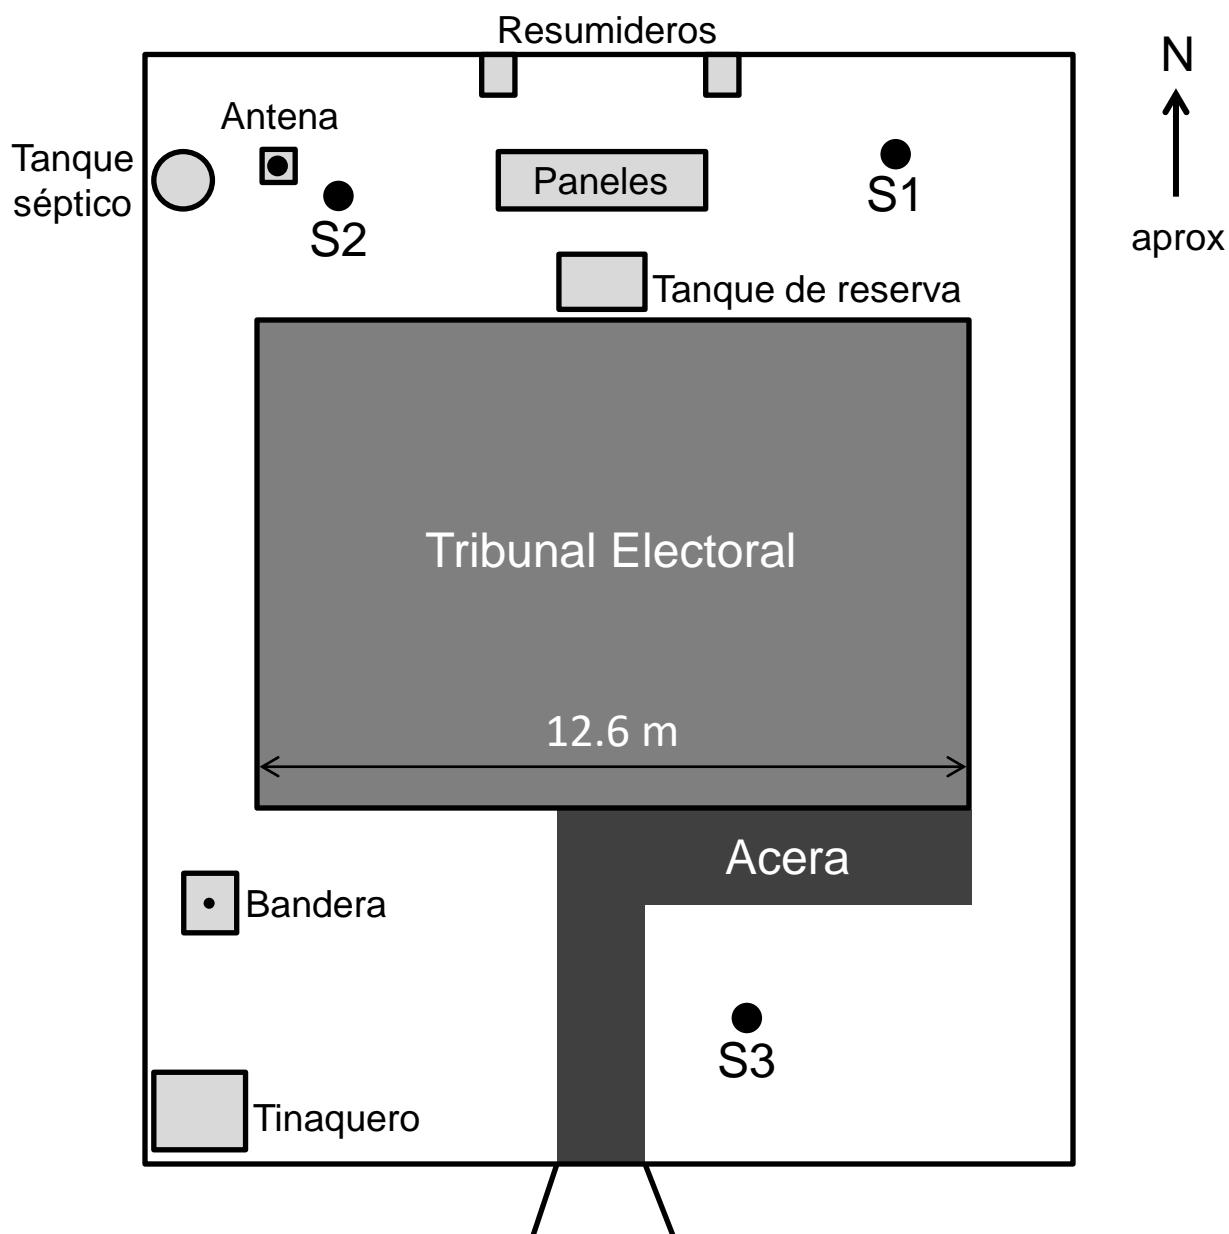 Resumideros
N
Antena
Tanque
séptico
Paneles
S1
S2
aprox
Tanque de reserva
Tribunal Electoral
12.6 m
Acera
Bandera
S3
Tinaquero